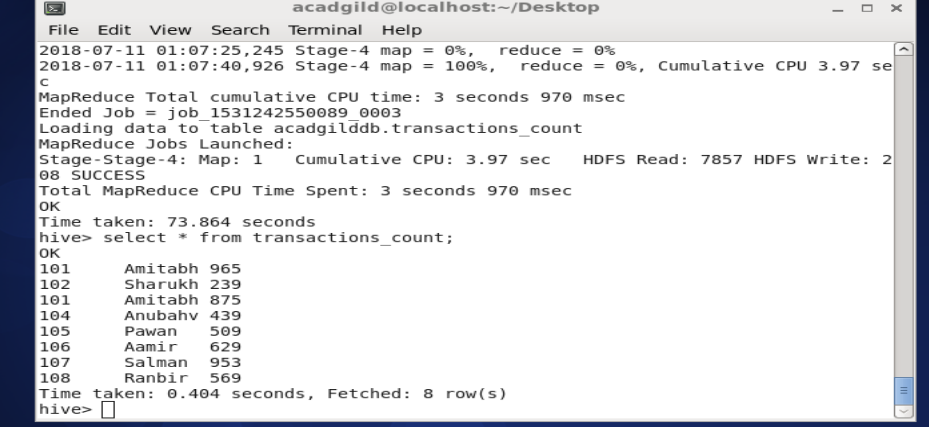 acadgild@localhost:~/Desktop
File Edit View Search Terminal Help
2018-07-11 01:07:25,245 Stage-4 map = 0%, reduce = 0%
2018-07-11 01:07:40,926 Stage-4 map = 100%, reduce = 0%, Cumulative CPU 3.97 se
c
MapReduce Total cumulative CPU time: 3 seconds 970 msec
Ended Job = job_1531242550089_0003
Loading data to table acadgilddb.transactions_count
MapReduce Jobs Launched:
Stage-Stage-4: Map: 1 Cumulative CPU: 3.97 sec HDFS Read: 7857 HDFS Write: 2
08 SUCCESS
Total MapReduce CPU Time Spent: 3 seconds 970 msec
OK
Time taken: 73.864 seconds
hive> select * from transactions_count;
OK
101 Amitabh 965
102 Sharukh 239
101 Amitabh 875
104 Anubahv 439
105 Pawan 509
106 Aamir 629
107 Salman 953
108 Ranbir 569
Time taken: 0.404 seconds, Fetched: 8 row(s)
hive>